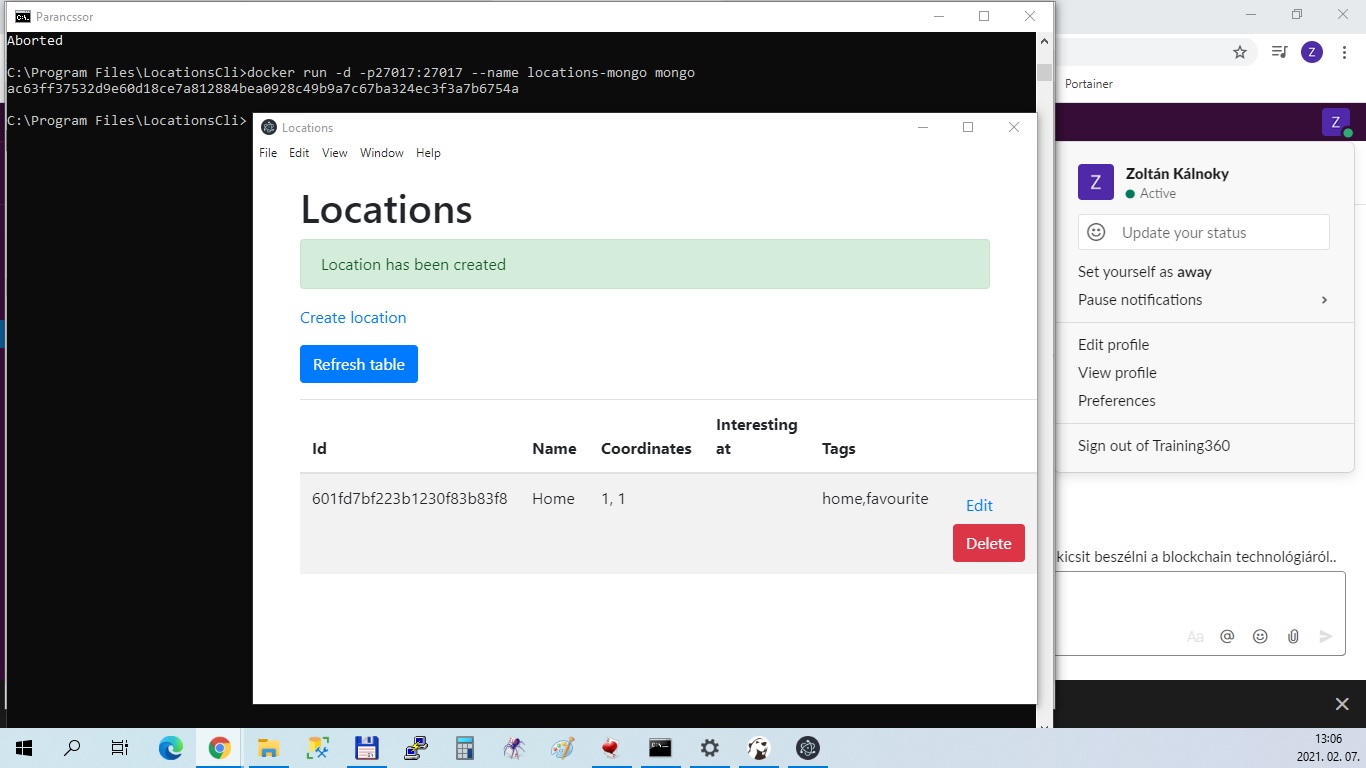 Parancssor
Aborted
C:\Program Files\LocationsCli>docker run -d -p27017:27017 --name locations-mongo mongo
ac63ff37532d9e60d18ce7a812884bea0928c49b9a7c67ba324ec3f3a7b6754a
C:\Program Files\LocationsCli>
Locations
File Edit View Window Help
Locations
Location has been created
Create location
Refresh table
Id Name Coordinates Interesting at Tags
601fd7bf223b1230f83b83f8 Home 1, 1 home,favourite Edit
Delete
Z
Portainer
Z
Z
Zoltán Kálnoky
Active
Update your status
Set yourself as away
Pause notifications
Edit profile
View profile
Preferences
Sign out of Training360
kicsit beszélni a blockchain technológiáról..
Aa
13:06
2021. 02. 07.